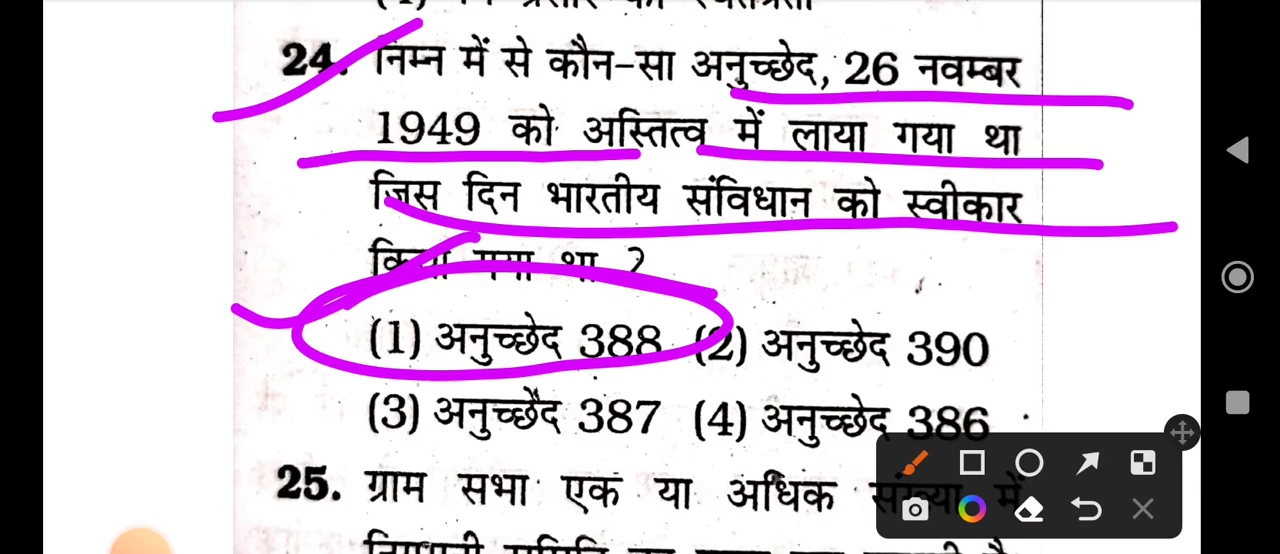 24. निम्न में से कौन-सा अनुच्छेद, 26 नवम्बर
1949 को अस्तित्व में लाया गया था
जिस दिन भारतीय संविधान को स्वीकार
किया गया था ?
(1) अनुच्छेद 388 (2) अनुच्छेद 390
(3) अनुच्छेद 387 (4) अनुच्छेद 386
25. ग्राम सभा एक या अधिक संख्या में